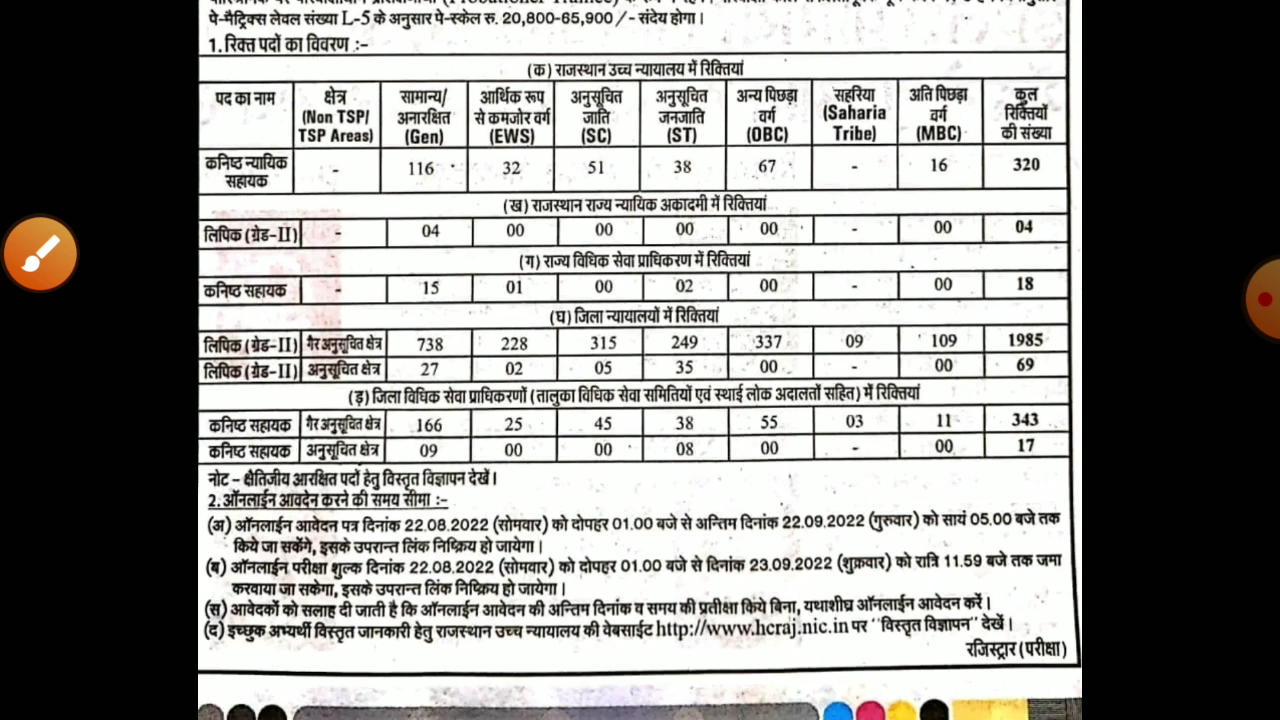 पे-मैट्रिक्स लेवल संख्या L-5 के अनुसार पे-स्केल रु. 20,800-65,900/- संदेय होगा।
1. रिक्त पदों का विवरण :-
(क) राजस्थान उच्च न्यायालय में रिक्तियां
पद का नाम क्षेत्र (Non TSP/ TSP Areas) सामान्य/ अनारक्षित (Gen) आर्थिक रूप से कमजोर वर्ग (EWS) अनुसूचित जाति (SC) अनुसूचित जनजाति (ST) अन्य पिछड़ा वर्ग (OBC) सहरिया (Saharia Tribe) अति पिछड़ा वर्ग (MBC) कुल रिक्तियों की संख्या
कनिष्ठ न्यायिक सहायक - 116 32 51 38 67 - 16 320
(ख) राजस्थान राज्य न्यायिक अकादमी में रिक्तियां
लिपिक (ग्रेड-II) - 04 00 00 00 00 - 00 04
(ग) राज्य विधिक सेवा प्राधिकरण में रिक्तियां
कनिष्ठ सहायक - 15 01 00 02 00 - 00 18
(घ) जिला न्यायालयों में रिक्तियां
लिपिक (ग्रेड-II) गैर अनुसूचित क्षेत्र 738 228 315 249 337 09 109 1985
लिपिक (ग्रेड-II) अनुसूचित क्षेत्र 27 02 05 35 00 - 00 69
(ड़) जिला विधिक सेवा प्राधिकरणों (तालुका विधिक सेवा समितियों एवं स्थाई लोक अदालतों सहित) में रिक्तियां
कनिष्ठ सहायक गैर अनुसूचित क्षेत्र 166 25 45 38 55 03 11 343
कनिष्ठ सहायक अनुसूचित क्षेत्र 09 00 00 08 00 - 00 17
नोट - क्षैतिजीय आरक्षित पदों हेतु विस्तृत विज्ञापन देखें।
2. ऑनलाईन आवदेन करने की समय सीमा :-
(अ) ऑनलाईन आवेदन पत्र दिनांक 22.08.2022 (सोमवार) को दोपहर 01.00 बजे से अन्तिम दिनांक 22.09.2022 (गुरुवार) को सायं 05.00 बजे तक
किये जा सकेंगे, इसके उपरान्त लिंक निष्क्रिय हो जायेगा।
(ब) ऑनलाईन परीक्षा शुल्क दिनांक 22.08.2022 (सोमवार) को दोपहर 01.00 बजे से दिनांक 23.09.2022 (शुक्रवार) को रात्रि 11.59 बजे तक जमा
करवाया जा सकेगा, इसके उपरान्त लिंक निष्क्रिय हो जायेगा।
(स) आवेदकों को सलाह दी जाती है कि ऑनलाईन आवेदन की अन्तिम दिनांक व समय की प्रतीक्षा किये बिना, यथाशीघ्र ऑनलाईन आवेदन करें।
(द) इच्छुक अभ्यर्थी विस्तृत जानकारी हेतु राजस्थान उच्च न्यायालय की वेबसाईट http://www.hcraj.nic.in पर "विस्तृत विज्ञापन" देखें।
रजिस्ट्रार (परीक्षा)